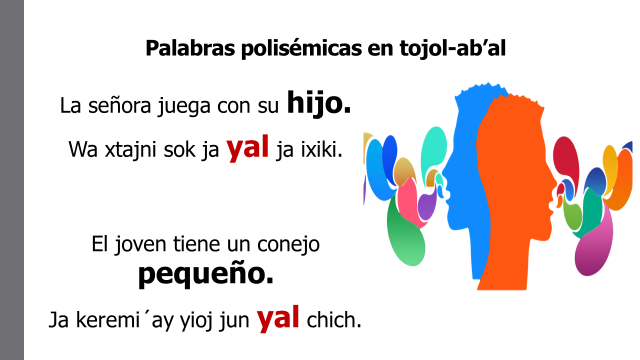 Palabras polisémicas en tojol-ab’al
La señora juega con su hijo.
Wa xtajni sok ja yal ja ixiki.
El joven tiene un conejo
pequeño.
Ja keremi´ay yioj jun yal chich.